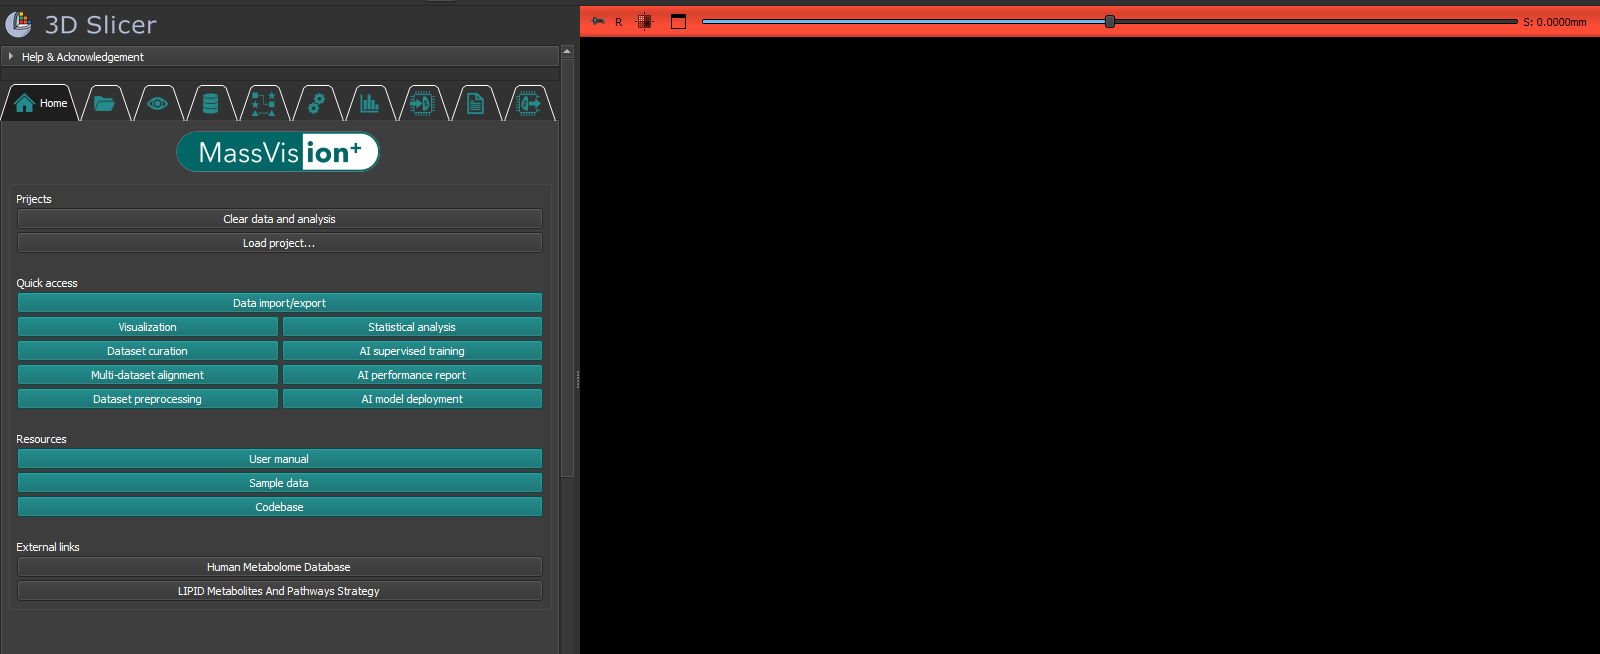 3D Slicer
R
S: 0.0000mm
Help & Acknowledgement
Home
MassVision+
Prijects
Clear data and analysis
Load project...
Quick access
Data import/export
Visualization
Statistical analysis
Dataset curation
AI supervised training
Multi-dataset alignment
AI performance report
Dataset preprocessing
AI model deployment
Resources
User manual
Sample data
Codebase
External links
Human Metabolome Database
LIPID Metabolites And Pathways Strategy